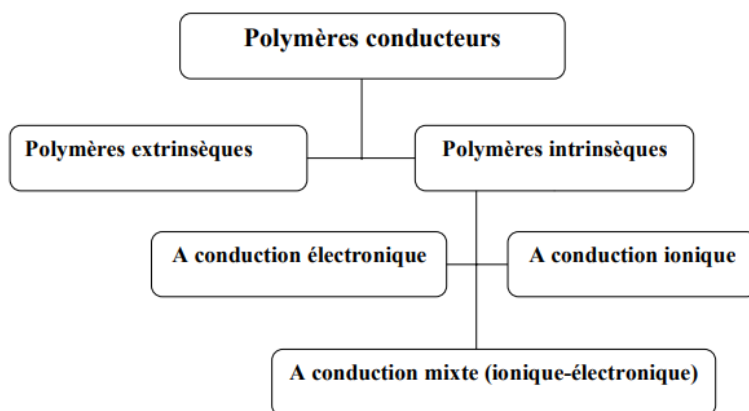 Polymères conducteurs
Polymères extrinsèques
Polymères intrinsèques
A conduction électronique
A conduction ionique
A conduction mixte (ionique-électronique)